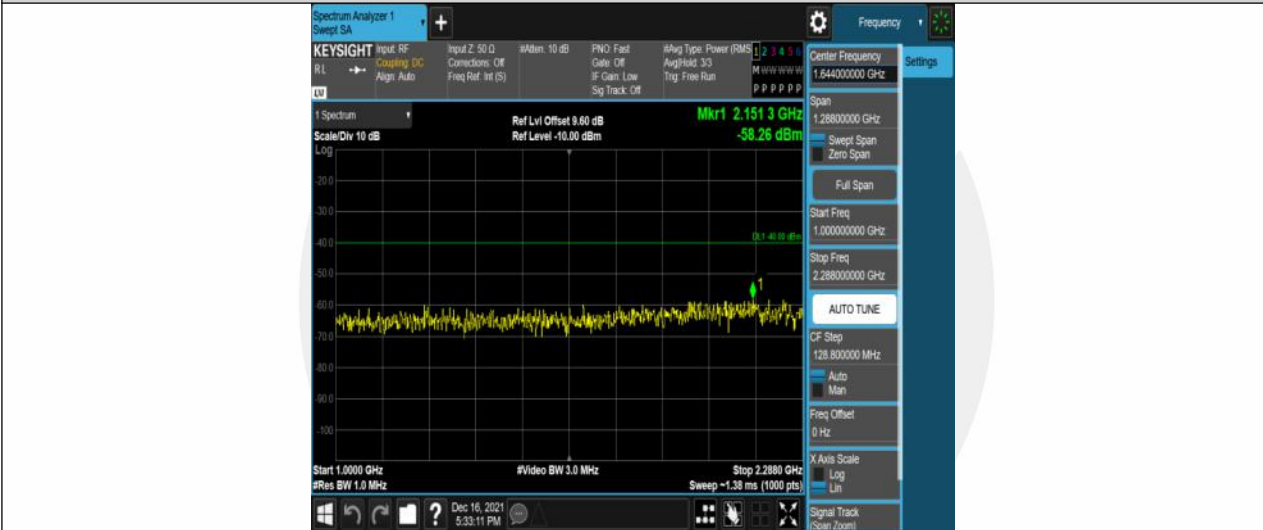 Spectrum Analyzer 1
Swept SA
+
Frequency
KEYSIGHT
Input: RF
Coupling: DC
Align: Auto
RL
LV
Input Z: 50 Ω
Corrections: Off
Freq Ref: Int (S)
#Atten: 10 dB
PNO: Fast
Gate: Off
IF Gain: Low
Sig Track: Off
#Avg Type: Power (RMS
Avg|Hold: 3/3
Trig: Free Run
1 2 3 4 5 6
M W W W W W
P P P P P P
Center Frequency
1.644000000 GHz
Settings
1 Spectrum
Scale/Div 10 dB
Log
Ref Lvl Offset 9.60 dB
Ref Level -10.00 dBm
Mkr1 2.151 3 GHz
-58.26 dBm
Span
1.28800000 GHz
Swept Span
Zero Span
Full Span
Start Freq
1.000000000 GHz
Stop Freq
2.288000000 GHz
AUTO TUNE
CF Step
128.800000 MHz
Auto
Man
Freq Offset
0 Hz
X Axis Scale
Log
Lin
Signal Track
(Span Zoom)
-20.0
-30.0
-40.0
-50.0
-60.0
-70.0
-80.0
-90.0
-100
DL1 -40.00 dBm
1
Start 1.0000 GHz
#Res BW 1.0 MHz
#Video BW 3.0 MHz
Stop 2.2880 GHz
Sweep ~1.38 ms (1000 pts)
?
Dec 16, 2021
5:33:11 PM